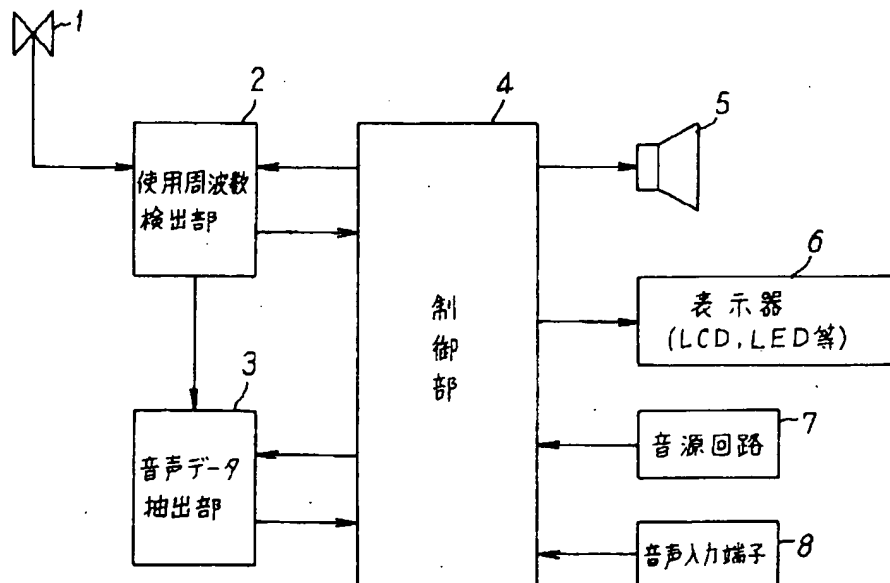 1
2
使用周波数
検出部
3
音声データ
抽出部
4
制
御
部
5
6
表示器
(LCD,LED等)
7
音源回路
8
音声入力端子